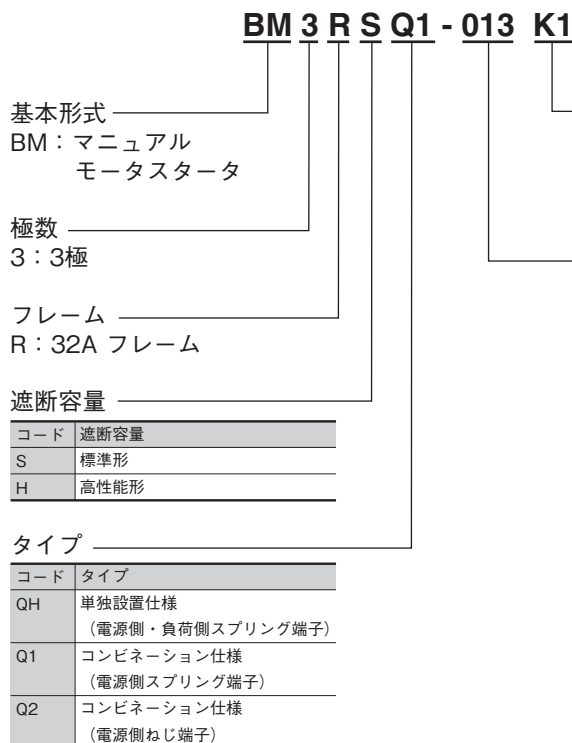 BM 3 R S Q1 - 013 K1
基本形式
BM：マニュアル
モータスタータ
極数
3：3極
フレーム
R：32A フレーム
遮断容量
コード 遮断容量
S 標準形
H 高性能形
タイプ
コード タイプ
QH 単独設置仕様
（電源側・負荷側スプリング端子）
Q1 コンビネーション仕様
（電源側スプリング端子）
Q2 コンビネーション仕様
（電源側ねじ端子）